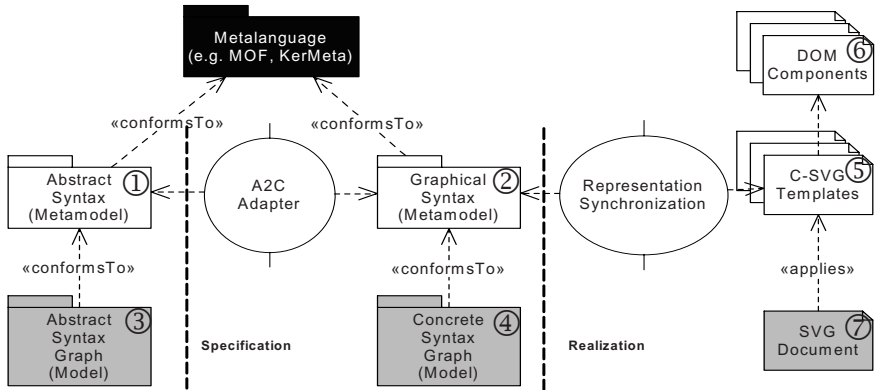 Metalanguage
(e.g. MOF, KerMeta)
«conformsTo»
«conformsTo»
⑥
DOM
Components
①
Abstract
Syntax
(Metamodel)
A2C
Adapter
②
Graphical
Syntax
(Metamodel)
Representation
Synchronization
⑤
C-SVG
Templates
«conformsTo»
«conformsTo»
«applies»
③
Abstract
Syntax
Graph
(Model)
Specification
④
Concrete
Syntax
Graph
(Model)
Realization
⑦
SVG
Document